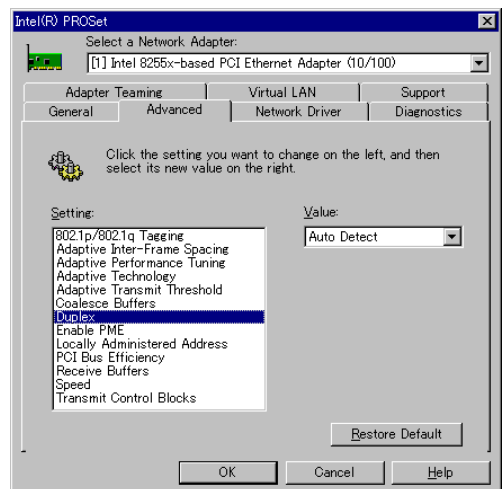 Intel(R) PROSet
Select a Network Adapter:
[1] Intel 8255x-based PCI Ethernet Adapter (10/100)
Adapter Teaming
Virtual LAN
Support
General
Advanced
Network Driver
Diagnostics
Click the setting you want to change on the left, and then
select its new value on the right.
Setting:
Value:
802.1p/802.1q Tagging
Adaptive Inter-Frame Spacing
Adaptive Performance Tuning
Adaptive Technology
Adaptive Transmit Threshold
Coalesce Buffers
Duplex
Enable PME
Locally Administered Address
PCI Bus Efficiency
Receive Buffers
Speed
Transmit Control Blocks
Auto Detect
Restore Default
OK
Cancel
Help